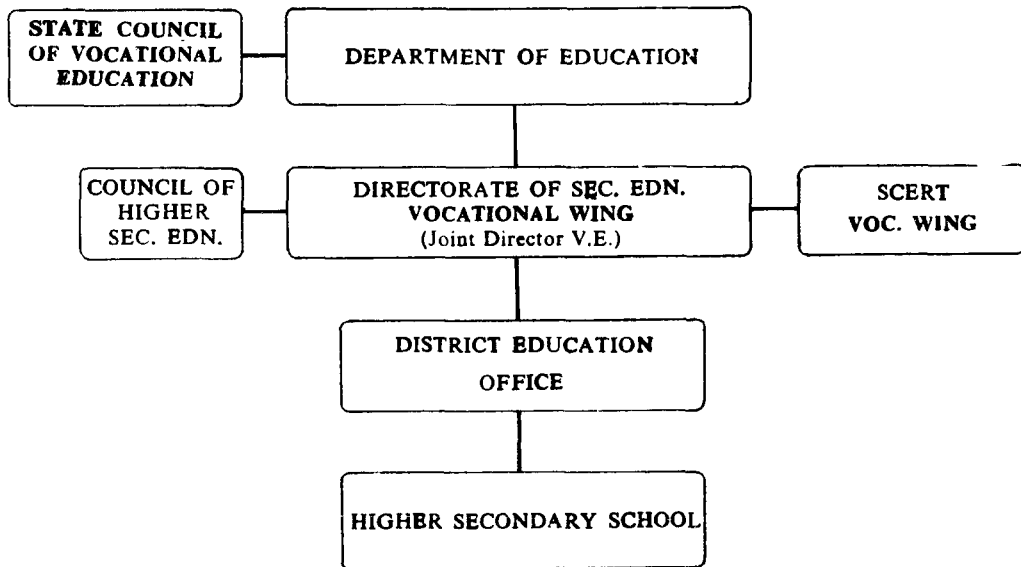 STATE COUNCIL
OF VOCATIONAL
EDUCATION
DEPARTMENT OF EDUCATION
COUNCIL OF
HIGHER
SEC. EDN.
DIRECTORATE OF SEC. EDN.
VOCATIONAL WING
(Joint Director V.E.)
SCERT
VOC. WING
DISTRICT EDUCATION
OFFICE
HIGHER SECONDARY SCHOOL